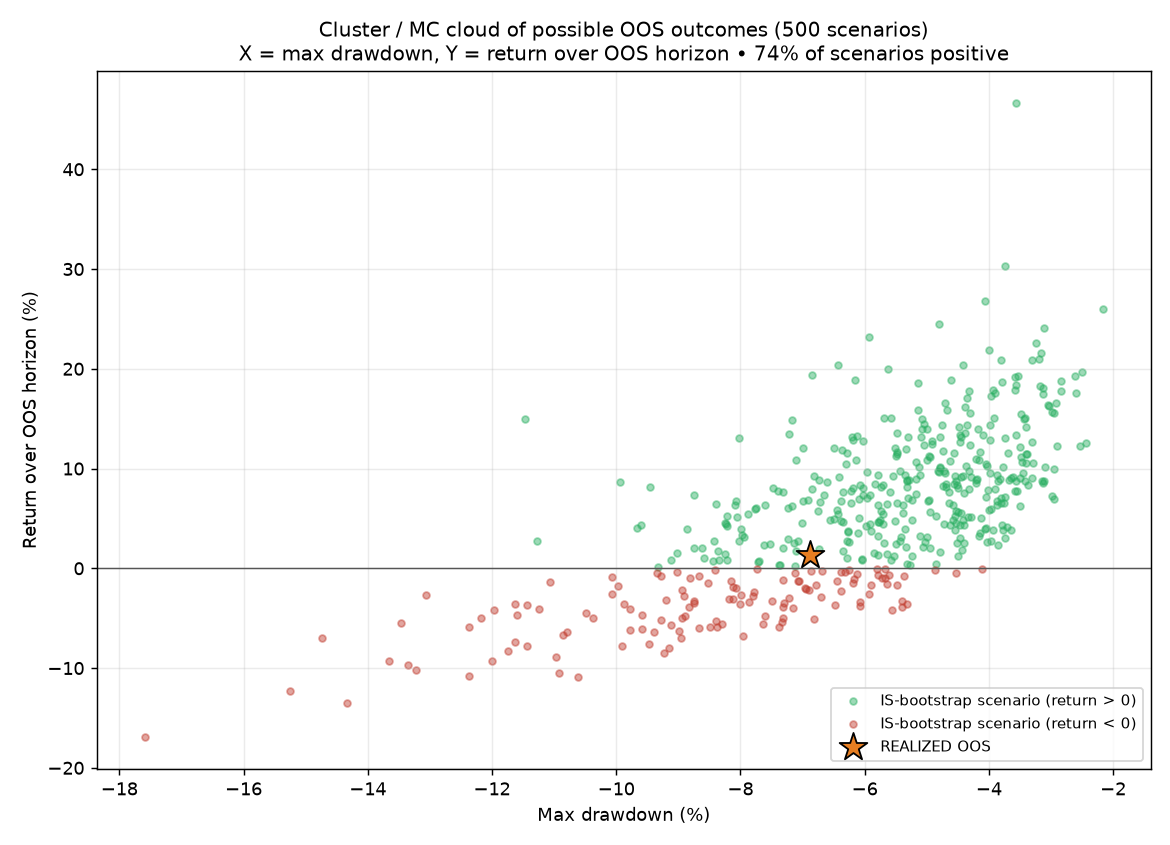 Cluster / MC cloud of possible OOS outcomes (500 scenarios)
X = max drawdown, Y = return over OOS horizon • 74% of scenarios positive
Return over OOS horizon (%)
40
30
20
10
0
−10
−20
−18
−16
−14
−12
−10
−8
−6
−4
−2
Max drawdown (%)
IS-bootstrap scenario (return > 0)
IS-bootstrap scenario (return < 0)
REALIZED OOS